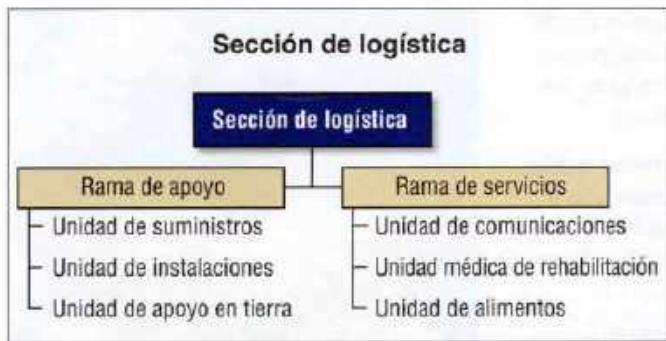 Sección de logística
Sección de logística
Rama de apoyo
Unidad de suministros
Unidad de instalaciones
Unidad de apoyo en tierra
Rama de servicios
Unidad de comunicaciones
Unidad médica de rehabilitación
Unidad de alimentos